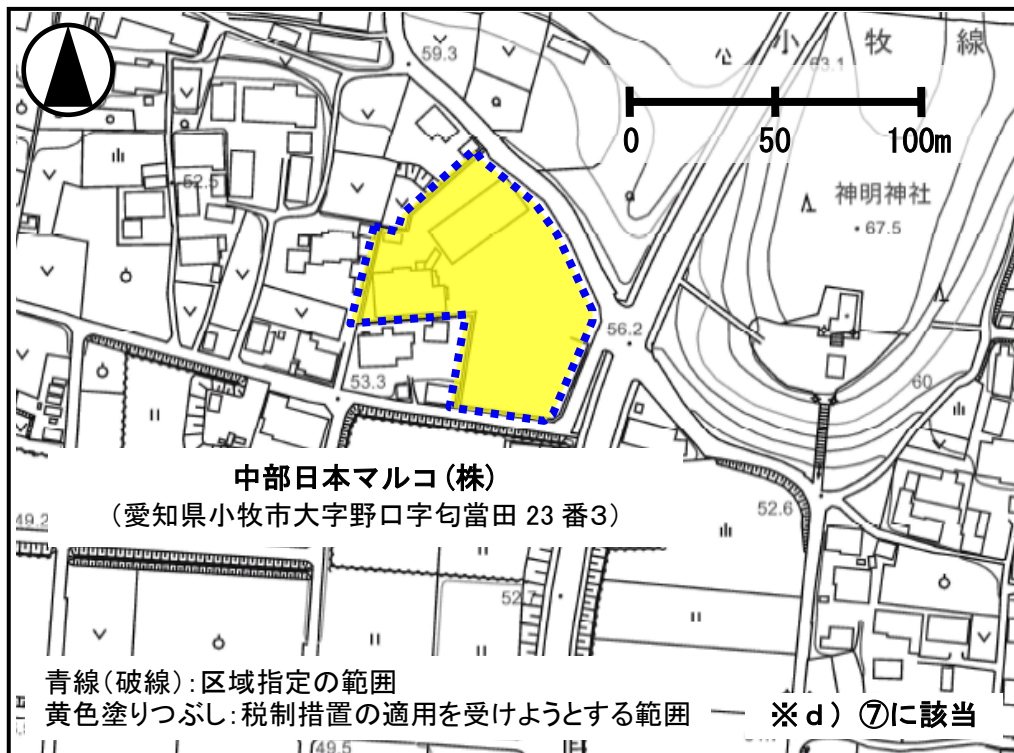 59.3
小牧線
63.1
0 50 100m
52.5
神明神社
67.5
56.2
53.3
60
中部日本マルコ(株)
(愛知県小牧市大字野口字匂當田 23 番3)
49.2
52.6
52.7
青線(破線):区域指定の範囲
黄色塗りつぶし:税制措置の適用を受けようとする範囲
※d) ⑦に該当
49.5